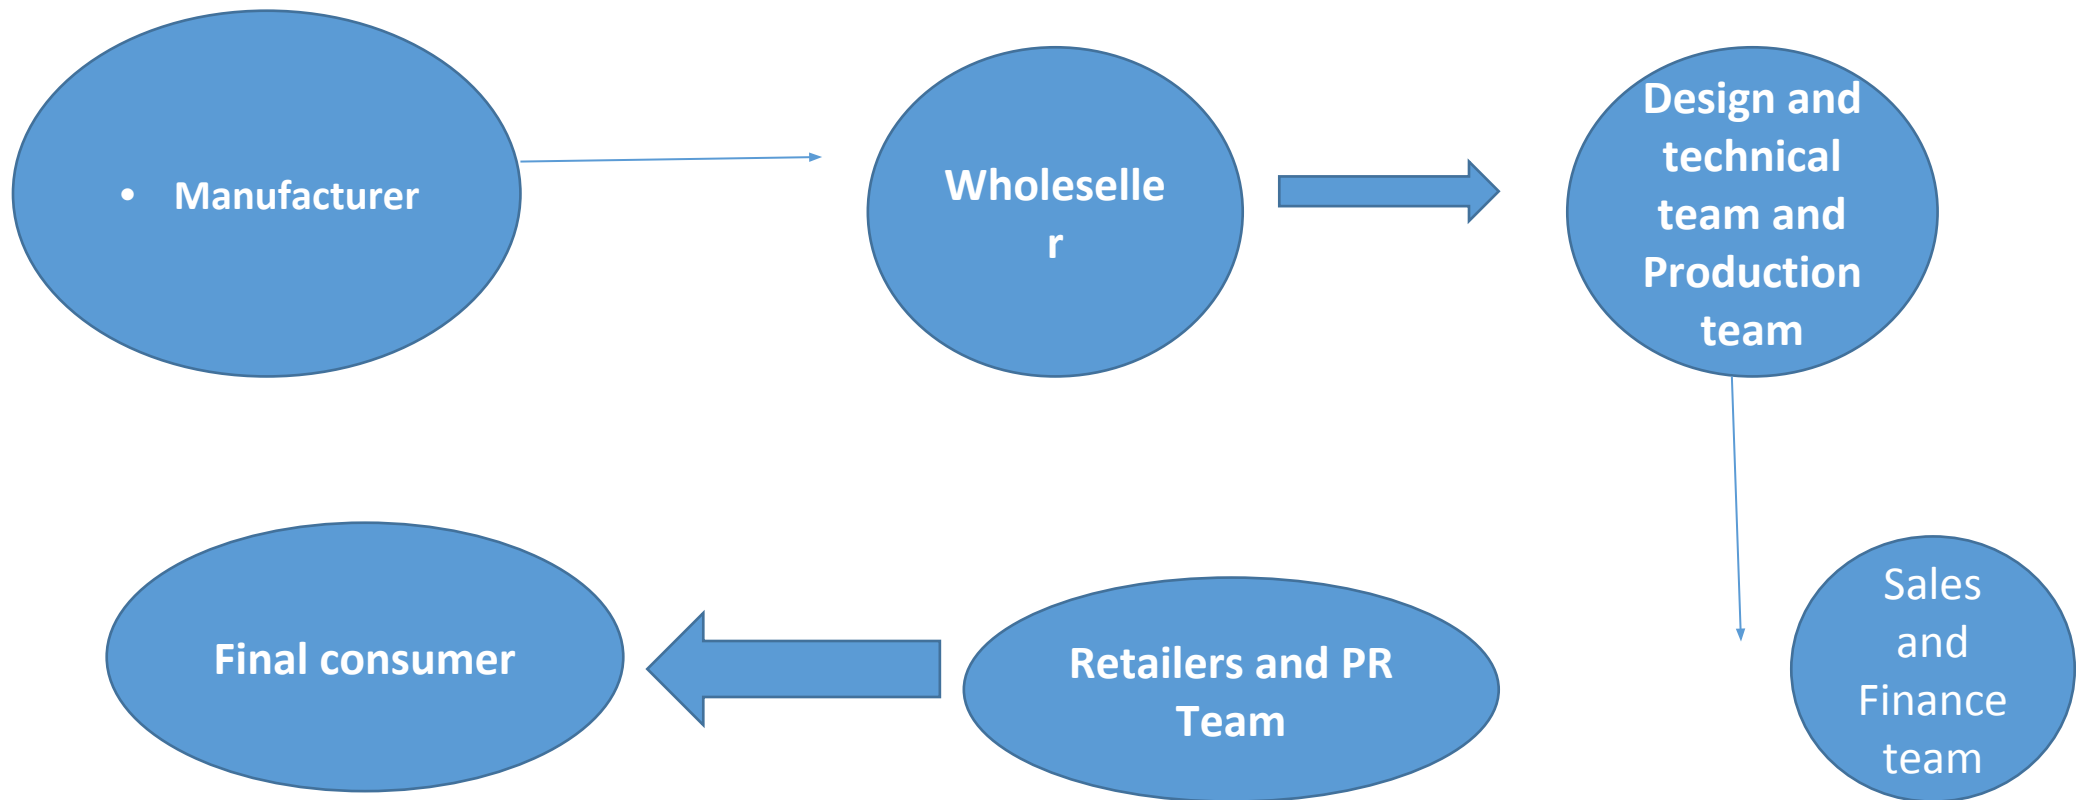 • Manufacturer
Wholeselle
r
Design and
technical
team and
Production
team
Final consumer
Retailers and PR
Team
Sales
and
Finance
team